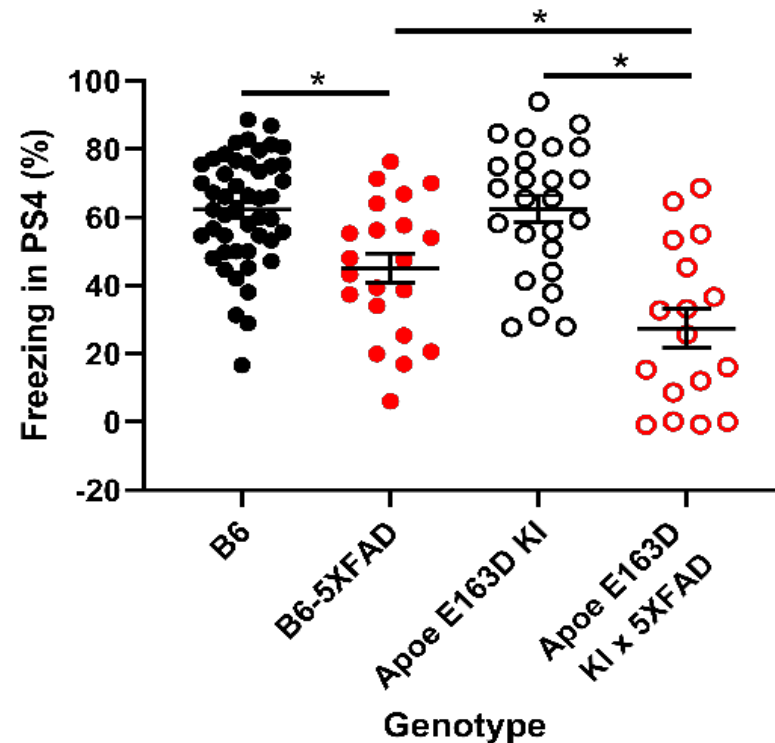 *
*
*
Freezing in PS4 (%)
100
80
60
40
20
0
-20
B6
B6-5XFAD
Apoe E163D KI
Apoe E163D
KI x 5XFAD
Genotype